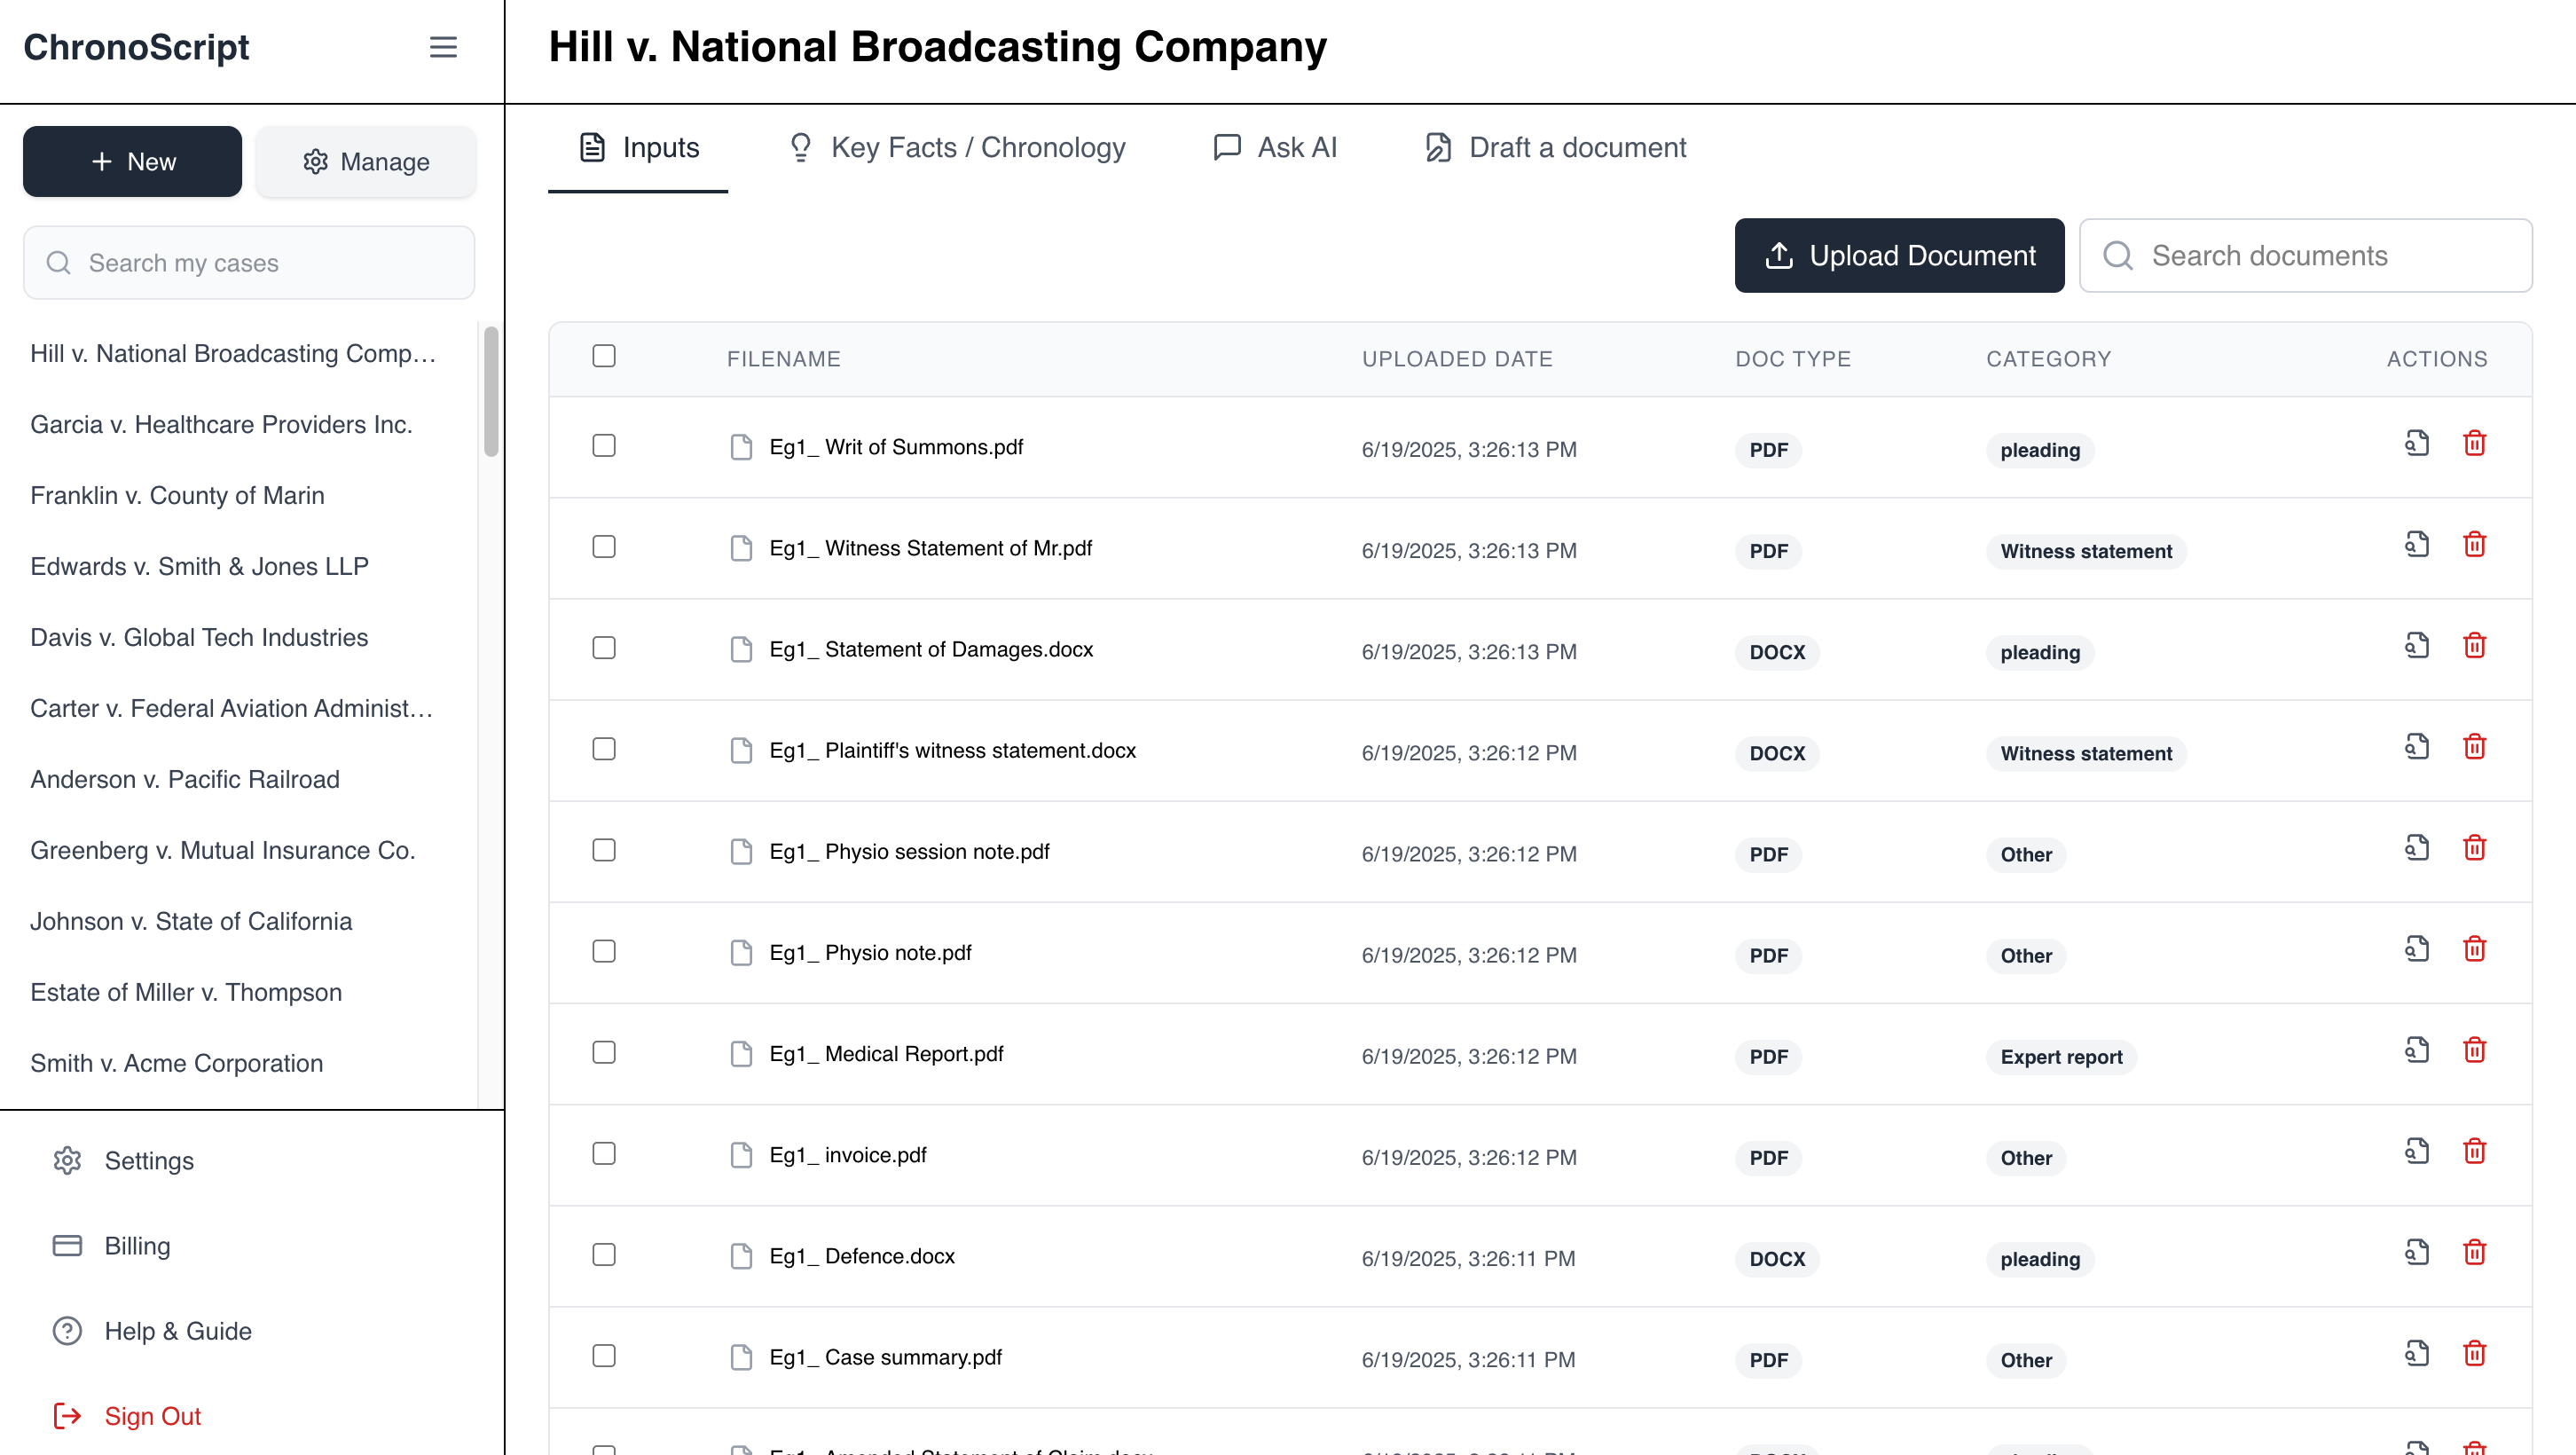 ChronoScript
Hill v. National Broadcasting Company
New
Manage
Search my cases
Hill v. National Broadcasting Comp…
Garcia v. Healthcare Providers Inc.
Franklin v. County of Marin
Edwards v. Smith & Jones LLP
Davis v. Global Tech Industries
Carter v. Federal Aviation Administ…
Anderson v. Pacific Railroad
Greenberg v. Mutual Insurance Co.
Johnson v. State of California
Estate of Miller v. Thompson
Smith v. Acme Corporation
Settings
Billing
Help & Guide
Sign Out
Inputs Key Facts / Chronology Ask AI Draft a document
Upload Document Search documents
FILENAME UPLOADED DATE DOC TYPE CATEGORY ACTIONS
Eg1_ Writ of Summons.pdf 6/19/2025, 3:26:13 PM PDF pleading
Eg1_ Witness Statement of Mr.pdf 6/19/2025, 3:26:13 PM PDF Witness statement
Eg1_ Statement of Damages.docx 6/19/2025, 3:26:13 PM DOCX pleading
Eg1_ Plaintiff's witness statement.docx 6/19/2025, 3:26:12 PM DOCX Witness statement
Eg1_ Physio session note.pdf 6/19/2025, 3:26:12 PM PDF Other
Eg1_ Physio note.pdf 6/19/2025, 3:26:12 PM PDF Other
Eg1_ Medical Report.pdf 6/19/2025, 3:26:12 PM PDF Expert report
Eg1_ invoice.pdf 6/19/2025, 3:26:12 PM PDF Other
Eg1_ Defence.docx 6/19/2025, 3:26:11 PM DOCX pleading
Eg1_ Case summary.pdf 6/19/2025, 3:26:11 PM PDF Other
Eg1_ Amended Statement of Claim.docx